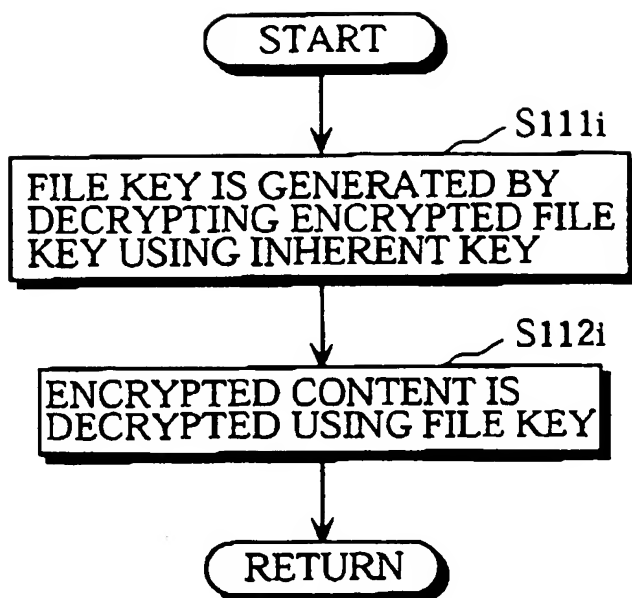 START
S111i
FILE KEY IS GENERATED BY
DECRYPTING ENCRYPTED FILE
KEY USING INHERENT KEY
S112i
ENCRYPTED CONTENT IS
DECRYPTED USING FILE KEY
RETURN